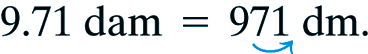 9.71 dam = 971 dm.